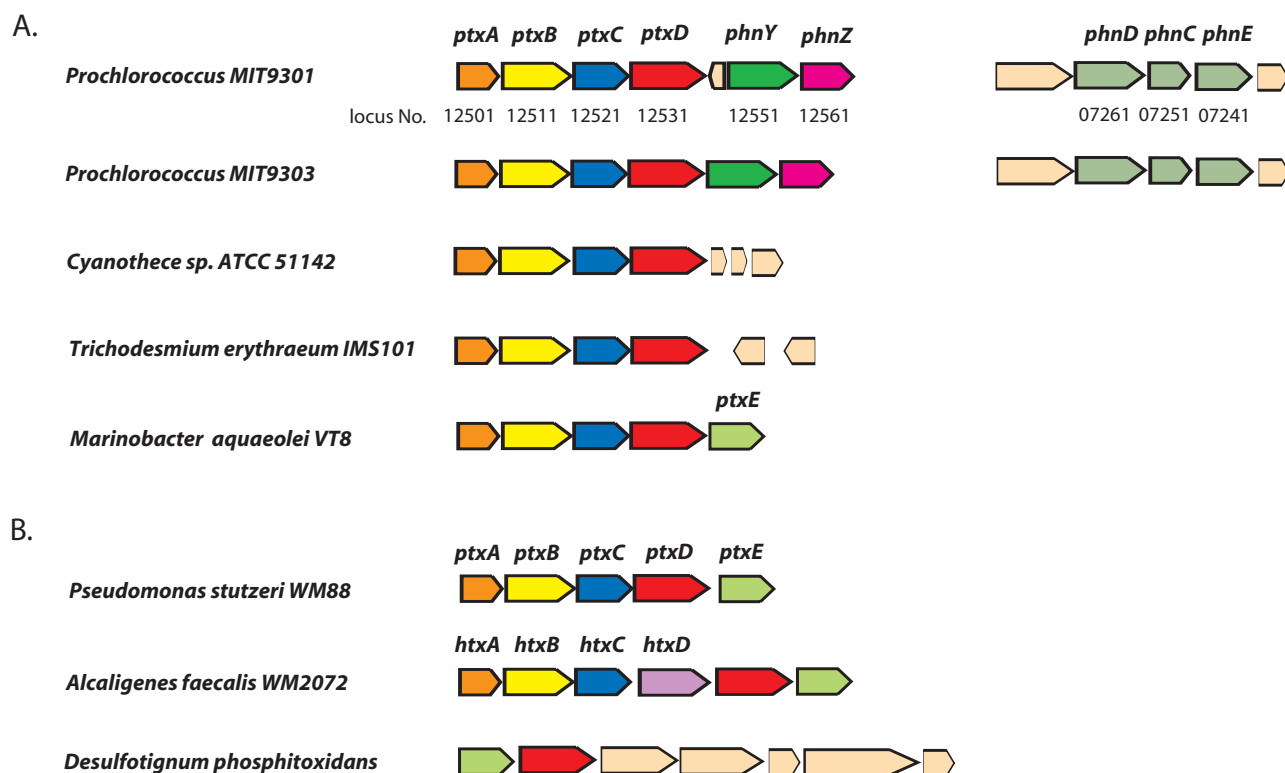 A.
ptxA ptxB ptxC ptxD phnY phnZ phnD phnC phnE
Prochlorococcus MIT9301
locus No. 12501 12511 12521 12531 12551 12561 07261 07251 07241
Prochlorococcus MIT9303
Cyanothece sp. ATCC 51142
Trichodesmium erythraeum IMS101
ptxE
Marinobacter aquaeolei VT8
B.
ptxA ptxB ptxC ptxD ptxE
Pseudomonas stutzeri WM88
htxA htxB htxC htxD
Alcaligenes faecalis WM2072
Desulfotignum phosphitoxidans